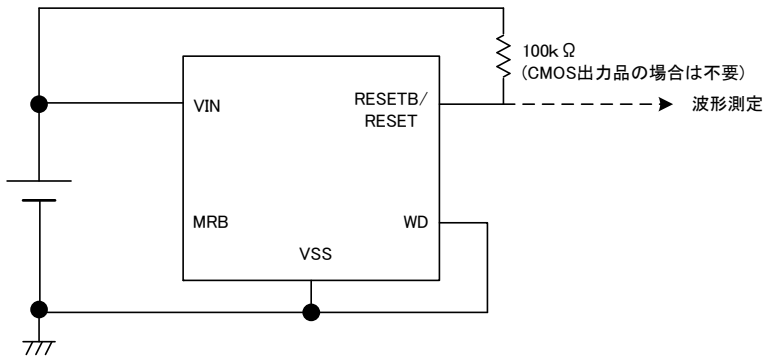 100kΩ
(CMOS出力品の場合は不要)
VIN
RESETB/
RESET
波形測定
MRB
WD
VSS